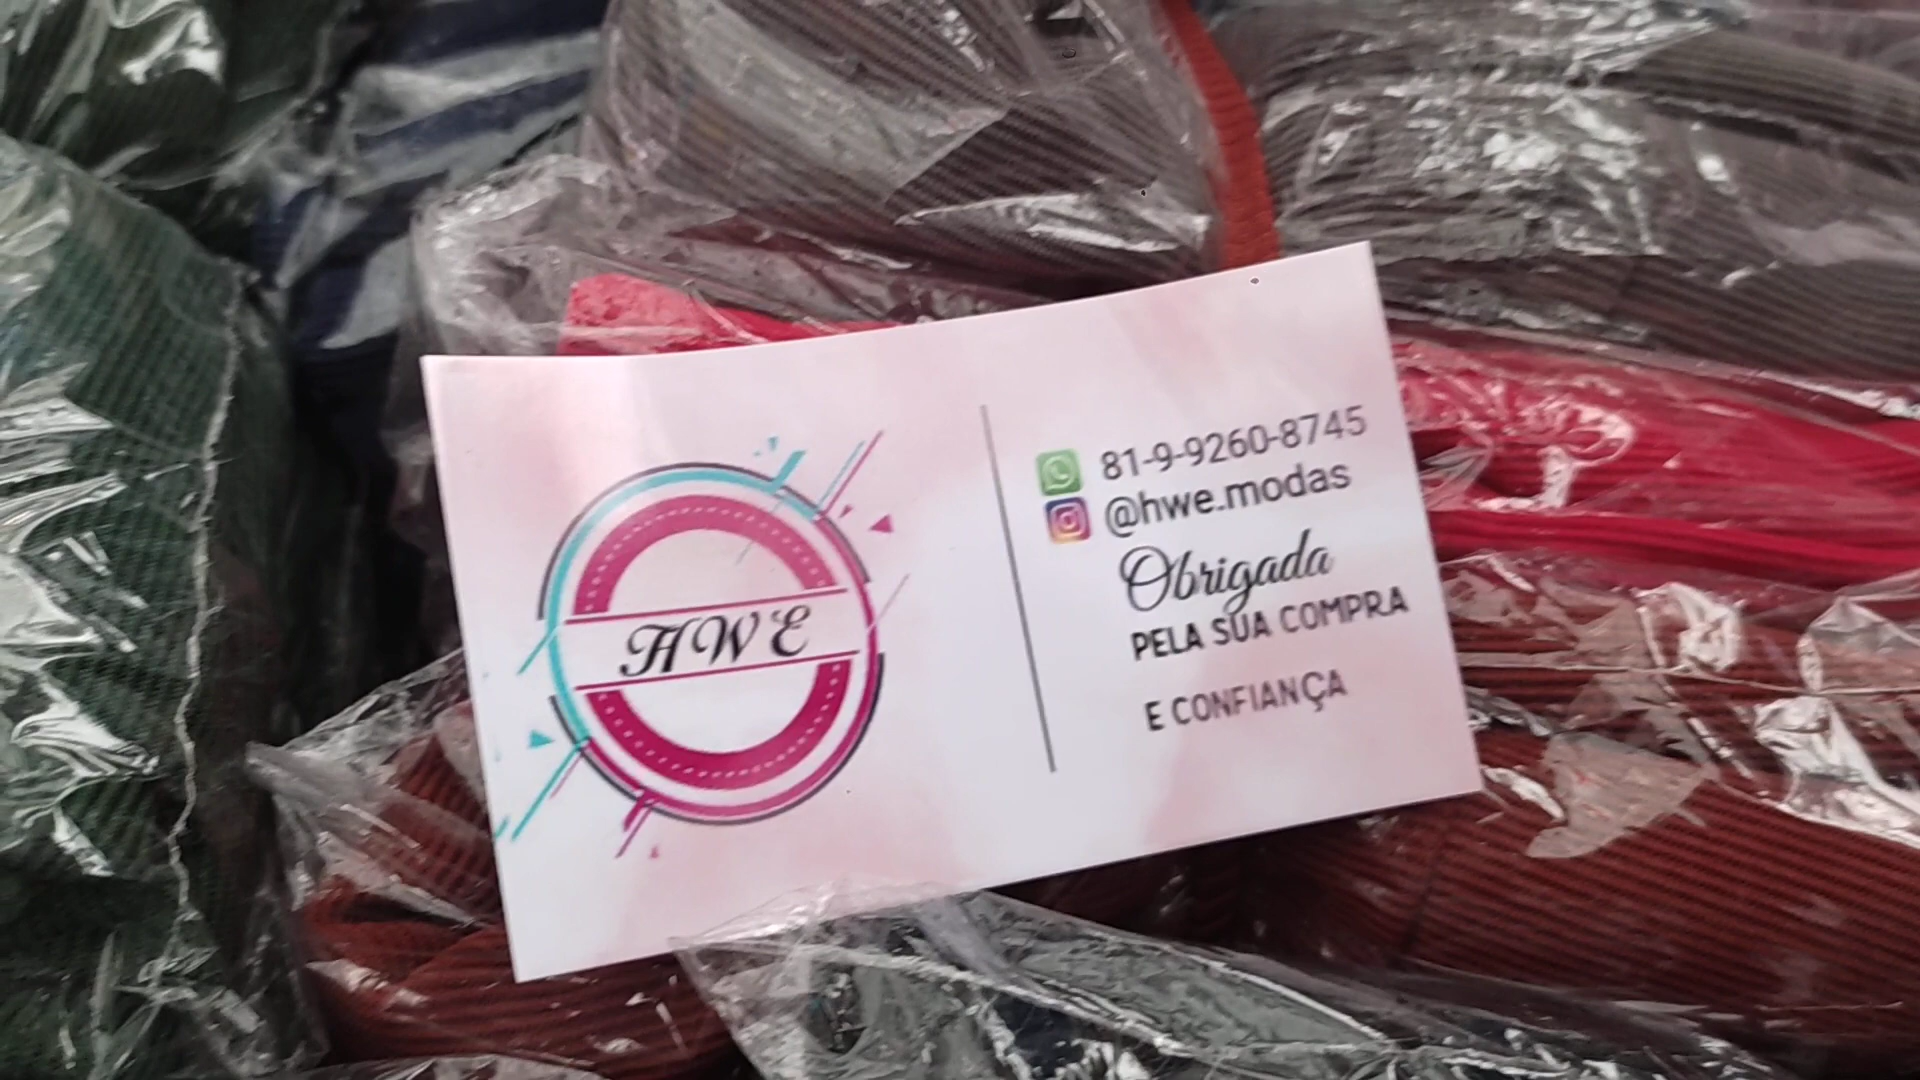 HWE
81-9-9260-8745
@hwe.modas
Obrigada
PELA SUA COMPRA
E CONFIANÇA